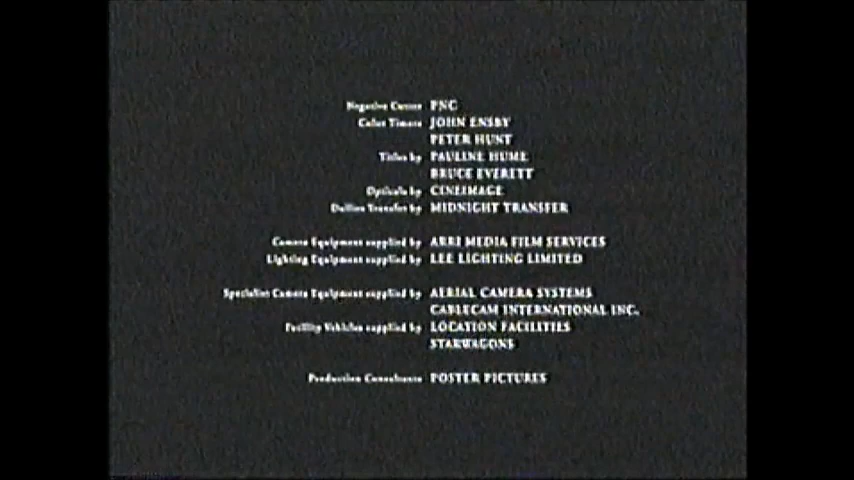 Negative Cutter PNC
Color Timers JOHN ENSBY
PETER HUNT
Titles by PAULINE HUME
BRUCE EVERETT
Opticals by CINEIMAGE
Dailies Transfer by MIDNIGHT TRANSFER
Camera Equipment supplied by ARRI MEDIA FILM SERVICES
Lighting Equipment supplied by LEE LIGHTING LIMITED
Specialist Camera Equipment supplied by AERIAL CAMERA SYSTEMS
CABLECAM INTERNATIONAL INC.
Facility Vehicles supplied by LOCATION FACILITIES
STARWAGONS
Production Consultants POSTER PICTURES